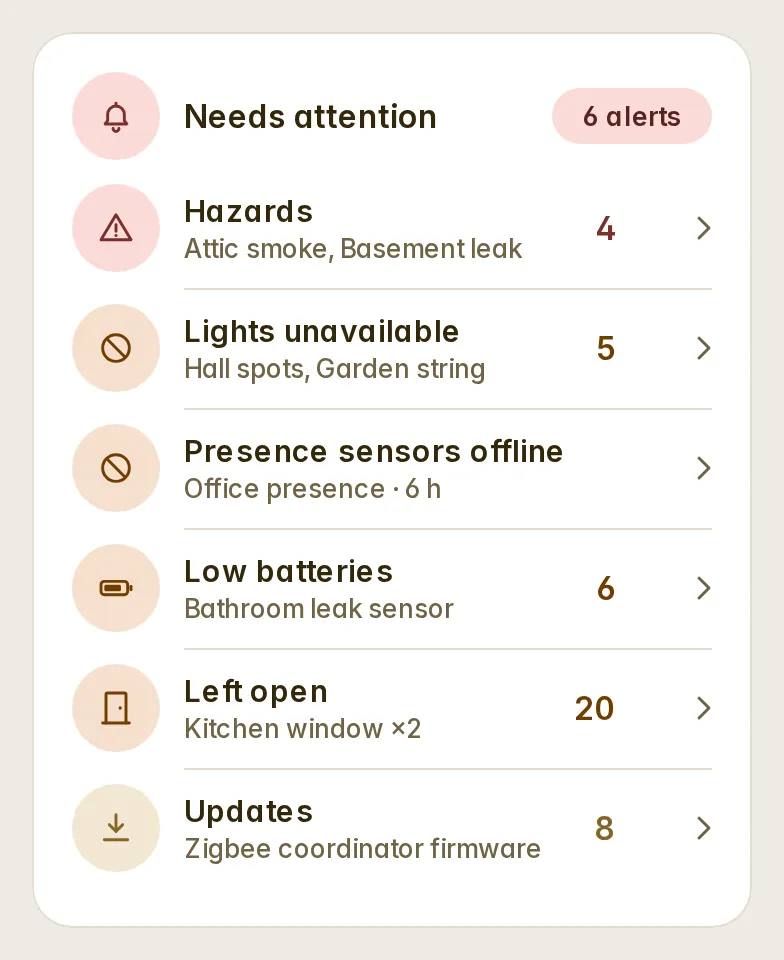 Needs attention
6 alerts
Hazards
4
Attic smoke, Basement leak
Lights unavailable
5
Hall spots, Garden string
Presence sensors offline
Office presence · 6 h
Low batteries
6
Bathroom leak sensor
Left open
20
Kitchen window ×2
Updates
8
Zigbee coordinator firmware